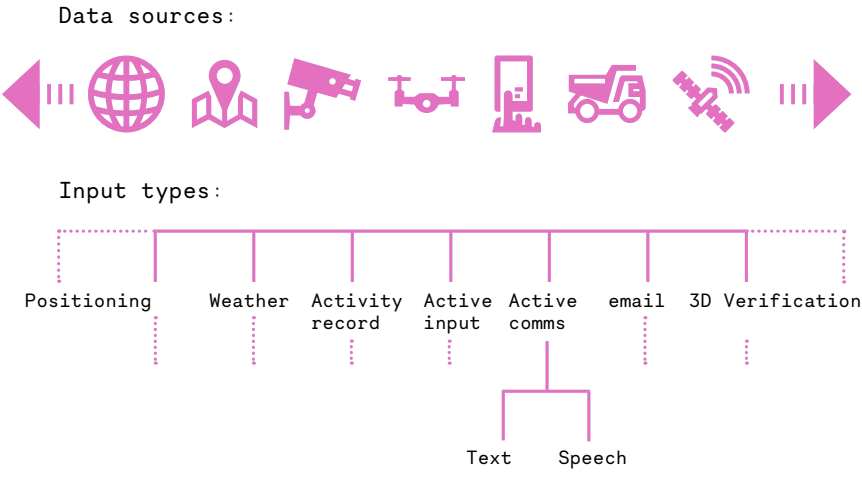 Data sources:
Input types:
Positioning Weather Activity Active Active email 3D Verification
record input comms
Text Speech